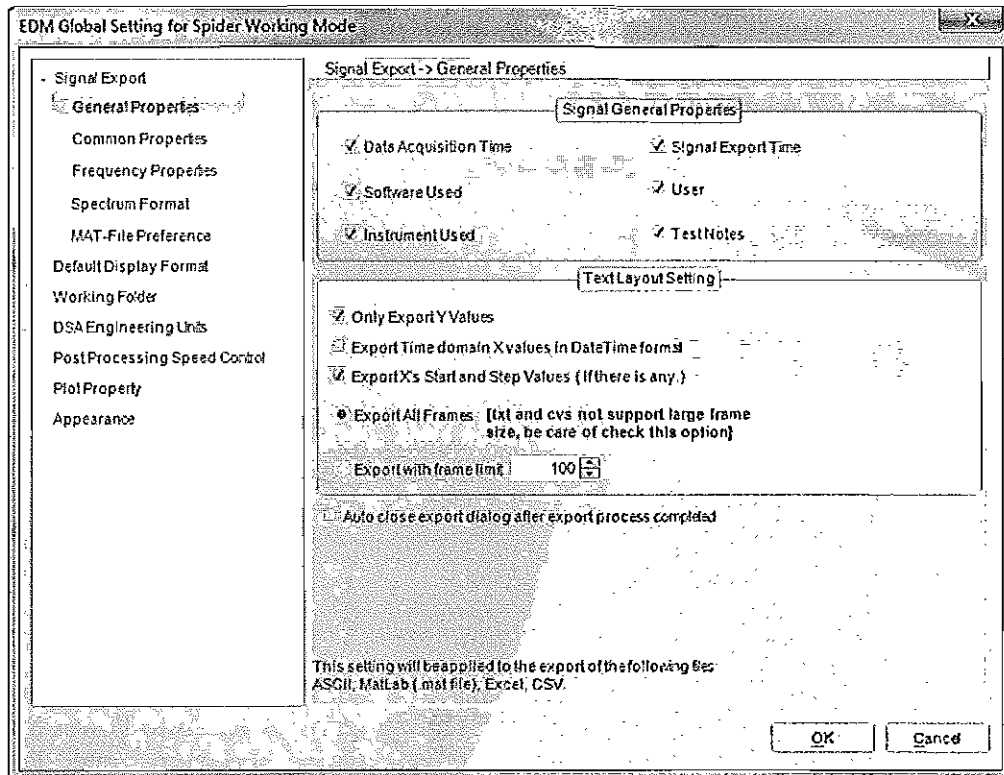 EDM Global Setting for Spider Working Mode
Signal Export
General Properties
Common Properties
Frequency Properties
Spectrum Format
MAT-File Preference
Default Display Format
Working Folder
DSA Engineering Units
Post Processing Speed Control
Plot Property
Appearance
Signal Export -> General Properties
Signal General Properties
Data Acquisition Time
Signal Export Time
Software Used
User
Instrument Used
Test Notes
Text Layout Setting
Only Export Y Values
Export Time domain X values in DateTime format
Export X's Start and Step Values (If there is any.)
Export All Frames [txt and cvs not support large frame
size, be care of check this option]
Export with frame limit 100
Auto close export dialog after export process completed
This setting will be applied to the export of the following files
ASCII, MatLab (.mat file), Excel, CSV.
OK Cancel